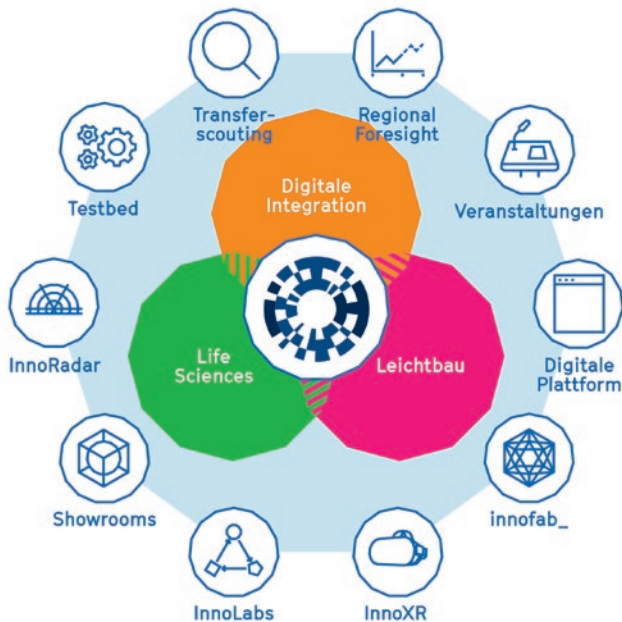 Transfer-
scouting
Regional
Foresight
Digitale
Integration
Testbed
Veranstaltungen
InnoRadar
Life
Sciences
Leichtbau
Digitale
Plattform
Showrooms
innofab_
InnoLabs
InnoXR